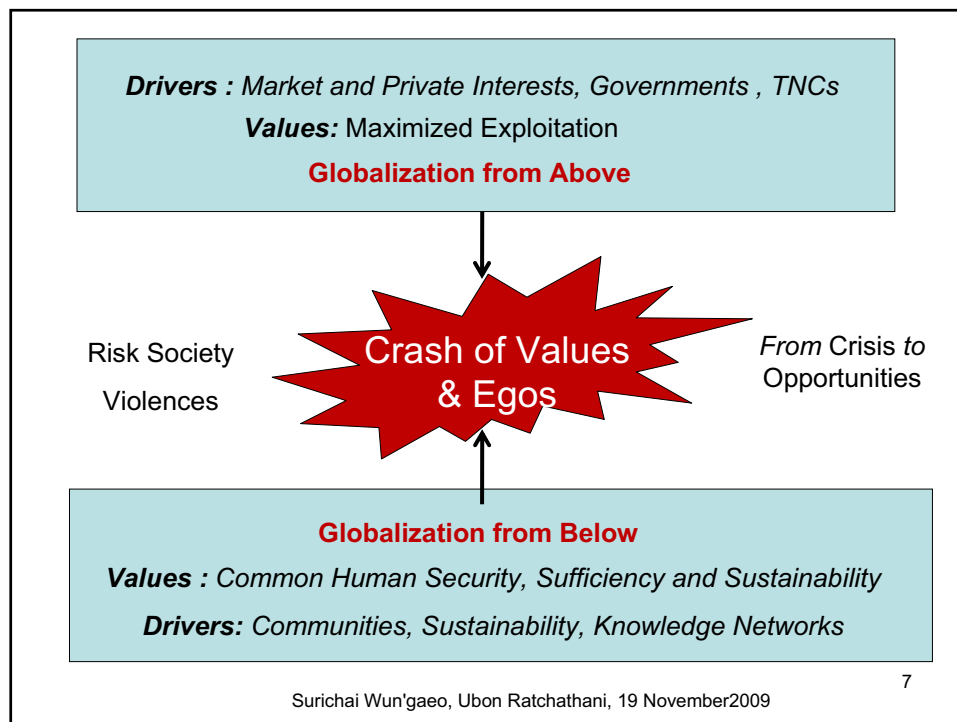 Drivers : Market and Private Interests, Governments , TNCs
Values: Maximized Exploitation
Globalization from Above
Risk Society
Violences
Crash of Values
& Egos
From Crisis to
Opportunities
Globalization from Below
Values : Common Human Security, Sufficiency and Sustainability
Drivers: Communities, Sustainability, Knowledge Networks
7
Surichai Wun'gaeo, Ubon Ratchathani, 19 November2009